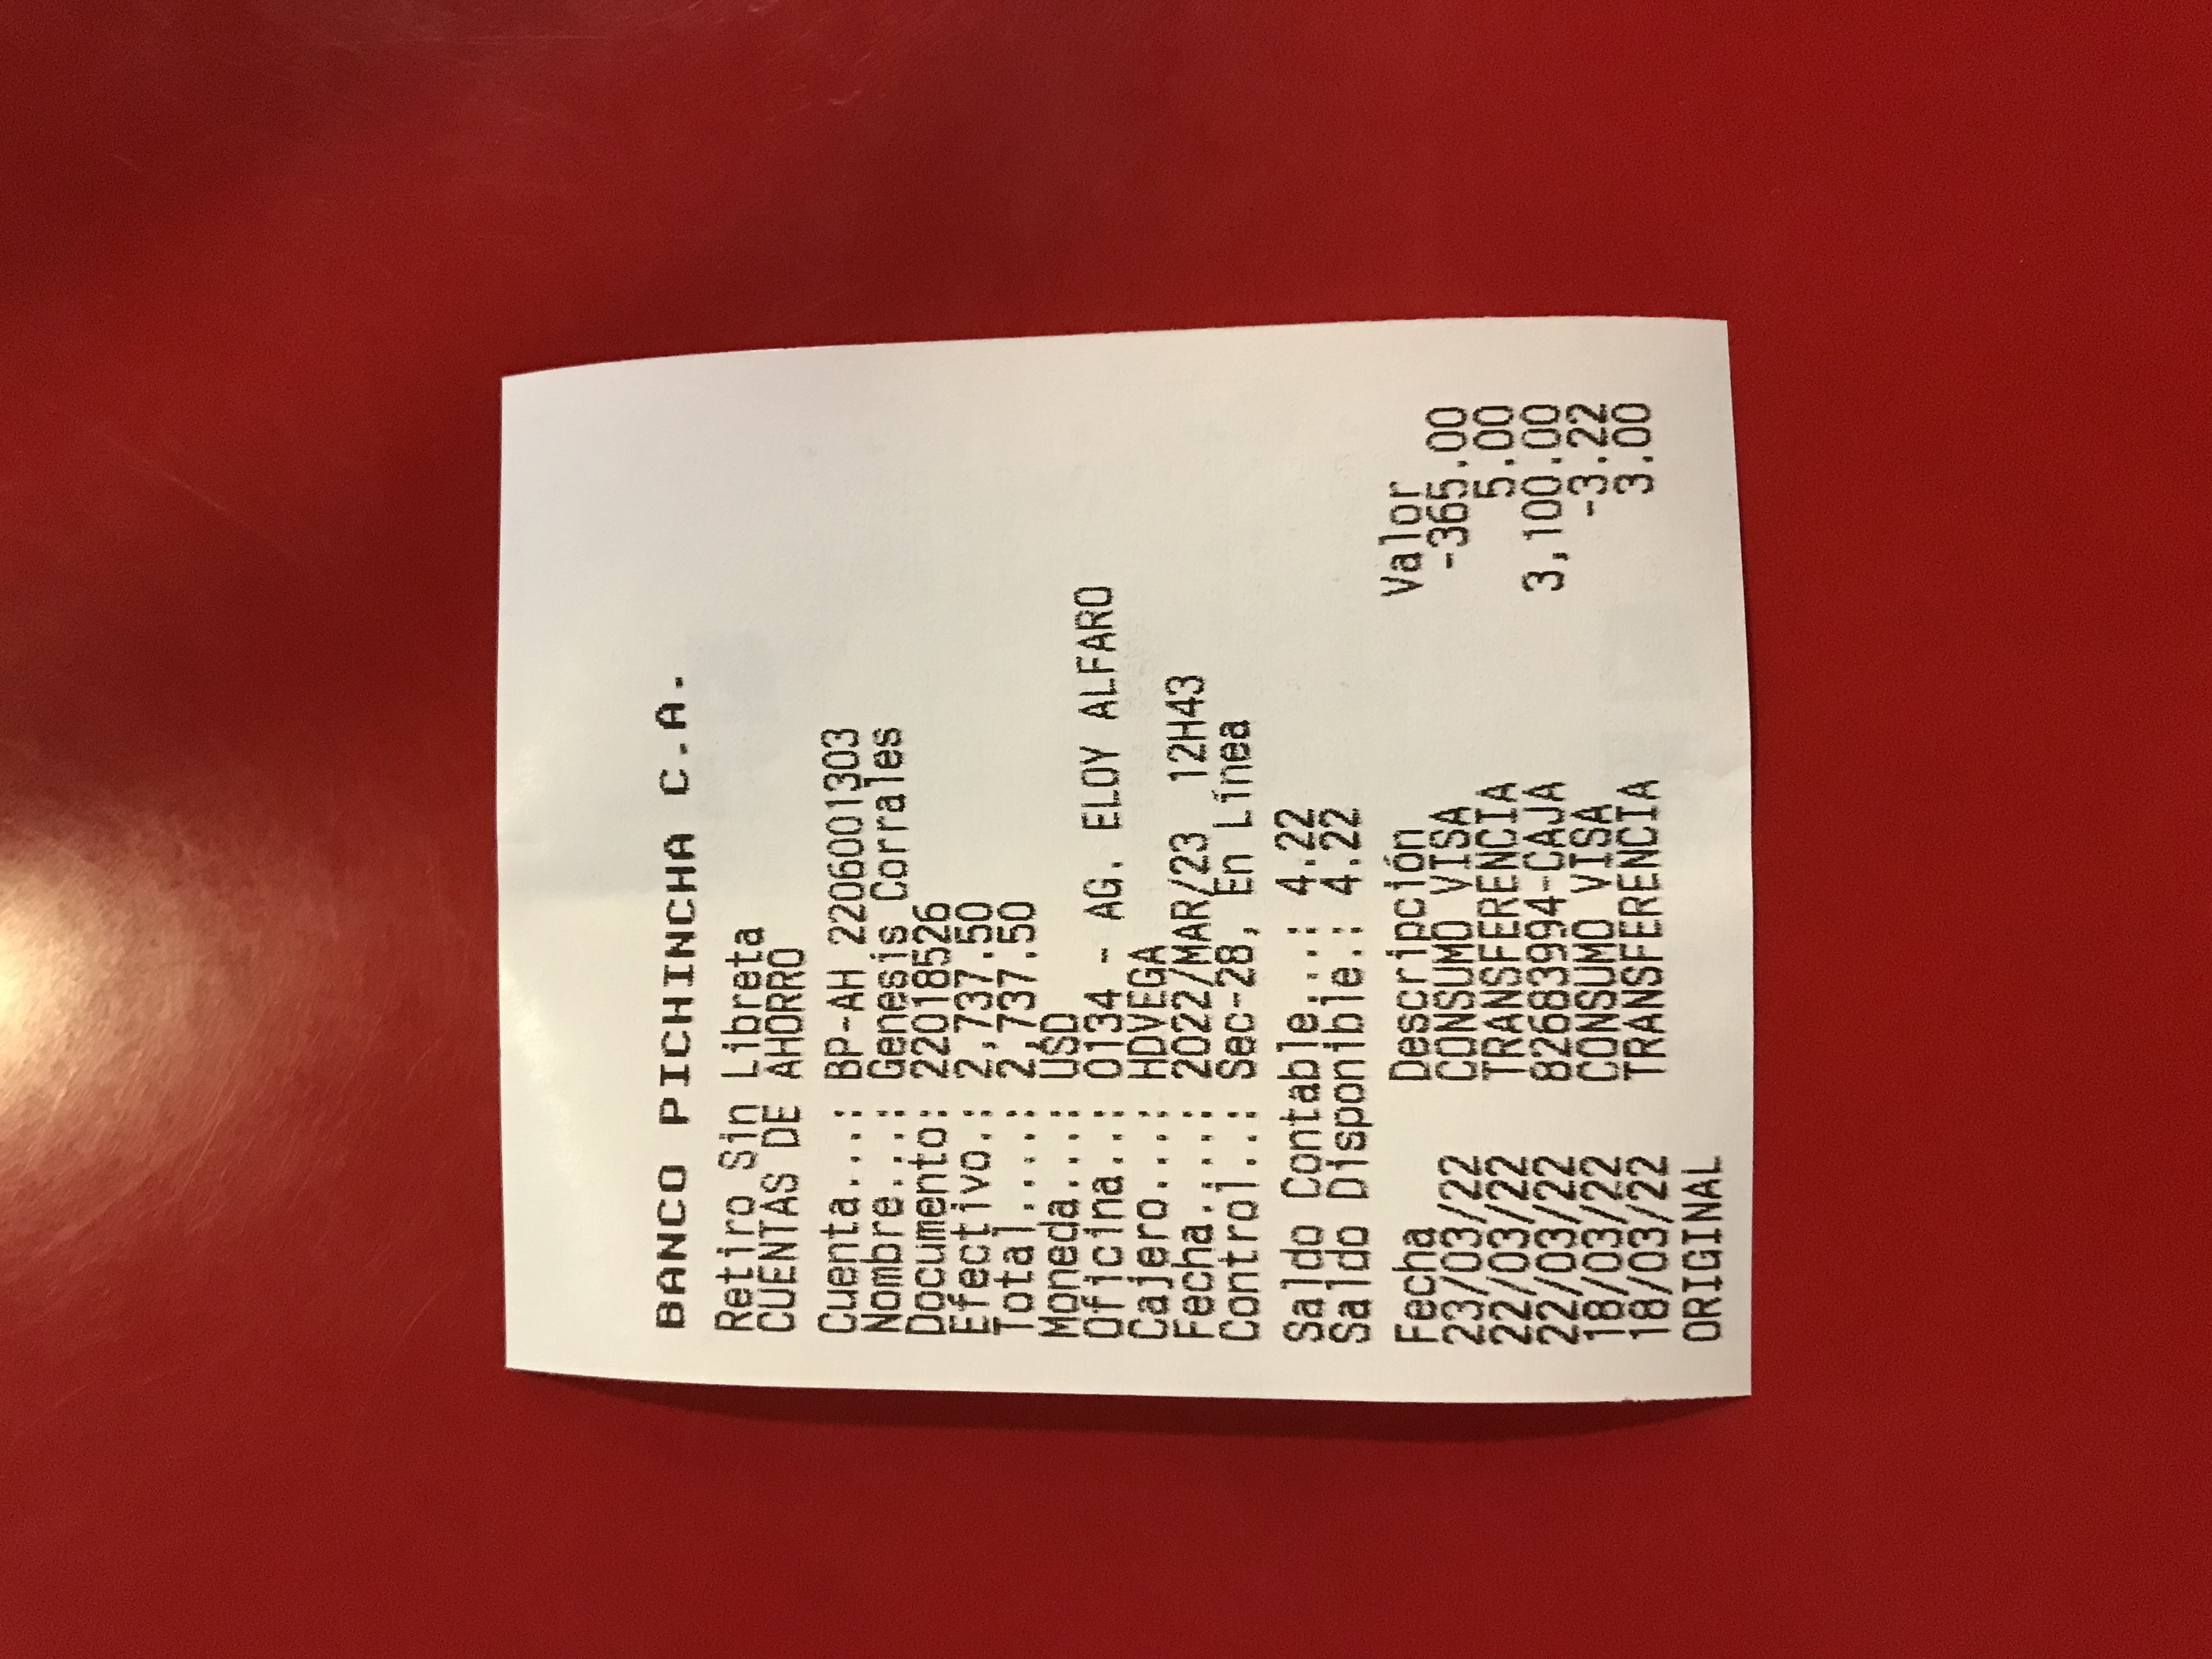 BANCO PICHINCHA C.A.
Retiro Sin Libreta
CUENTAS DE AHORRO
Cuenta....: BP-AH 2206001303
Nombre....: Genesis Corrales
Documento: 22018526
Efectivo.: 2,737.50
Total.....: 2,737.50
Moneda....: USD
Oficina...: 0134 - AG. ELOY ALFARO
Cajero....: HDVEGA
Fecha.....: 2022/MAR/23 12H43
Control..: Sec-28, En Línea
Saldo Contable...: 4.22
Saldo Disponible.: 4.22
Fecha Descripción Valor
23/03/22 CONSUMO VISA -365.00
22/03/22 TRANSFERENCIA 5.00
22/03/22 82683994-CAJA 3,100.00
18/03/22 CONSUMO VISA -3.22
18/03/22 TRANSFERENCIA 3.00
ORIGINAL